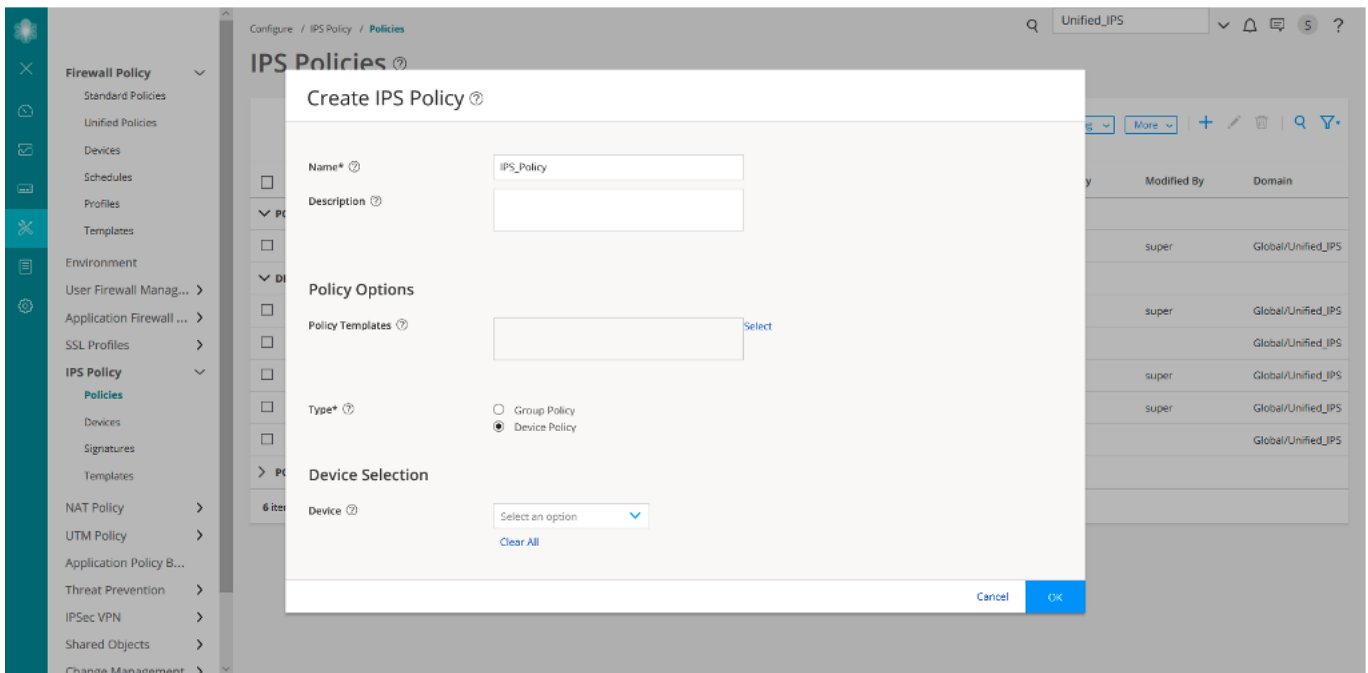 Configure / IPS Policy / Policies
Unified_IPS
S
?
IPS Policies ?
Firewall Policy
Standard Policies
Unified Policies
Devices
Schedules
Profiles
Templates
Environment
User Firewall Manag...
Application Firewall ...
SSL Profiles
IPS Policy
Policies
Devices
Signatures
Templates
NAT Policy
UTM Policy
Application Policy B...
Threat Prevention
IPSec VPN
Shared Objects
Change Management
Create IPS Policy ?
Name* ?
IPS_Policy
Description ?
Policy Options
Policy Templates ?
Select
Type* ?
Group Policy
Device Policy
Device Selection
Device ?
Select an option
Clear All
Cancel
OK
More
y Modified By Domain
PO
super Global/Unified_IPS
super Global/Unified_IPS
Global/Unified_IPS
super Global/Unified_IPS
super Global/Unified_IPS
Global/Unified_IPS